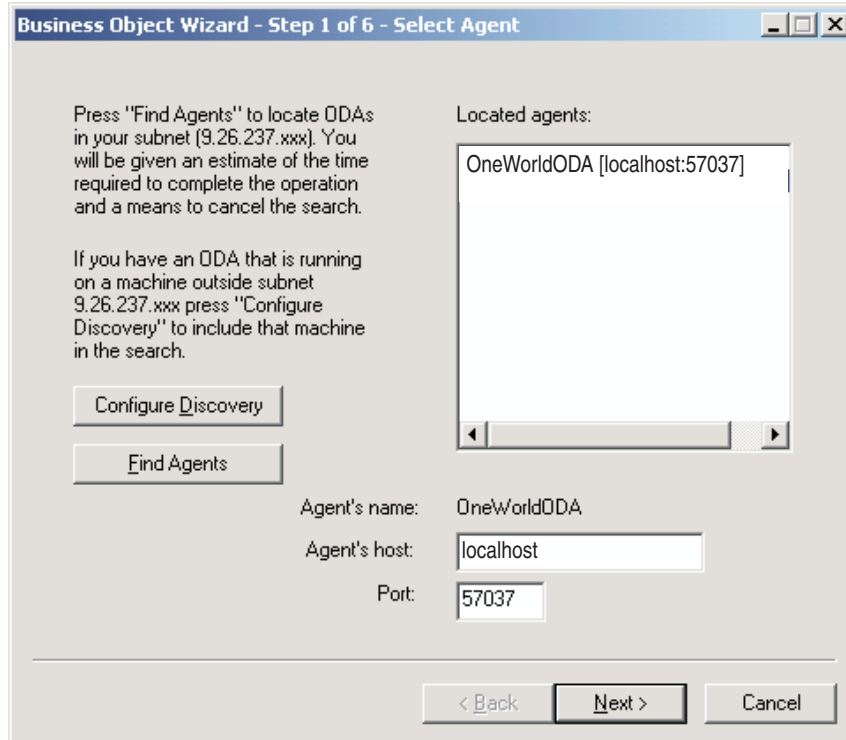 Business Object Wizard - Step 1 of 6 - Select Agent
Press "Find Agents" to locate ODAs
in your subnet (9.26.237.xxx). You
will be given an estimate of the time
required to complete the operation
and a means to cancel the search.
If you have an ODA that is running
on a machine outside subnet
9.26.237.xxx press "Configure
Discovery" to include that machine
in the search.
Configure Discovery
Find Agents
Located agents:
OneWorldODA [localhost:57037]
Agent's name: OneWorldODA
Agent's host: localhost
Port: 57037
< Back
Next >
Cancel